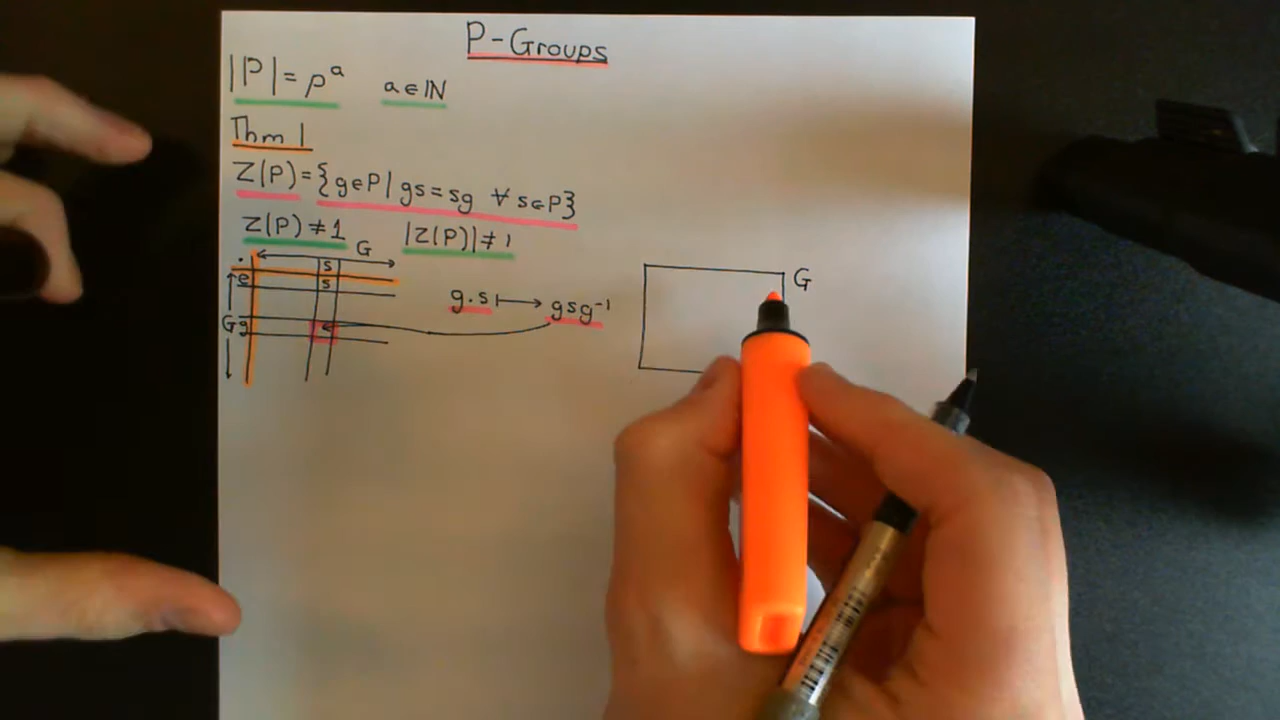 P-Groups
|P| = p^a a ∈ ℕ
Thm 1
Z(P) = {g∈P | gs = sg ∀ s∈P}
Z(P) ≠ 1 |Z(P)| ≠ 1
G
· s
e s
G g
g·s ↦ gsg⁻¹
G